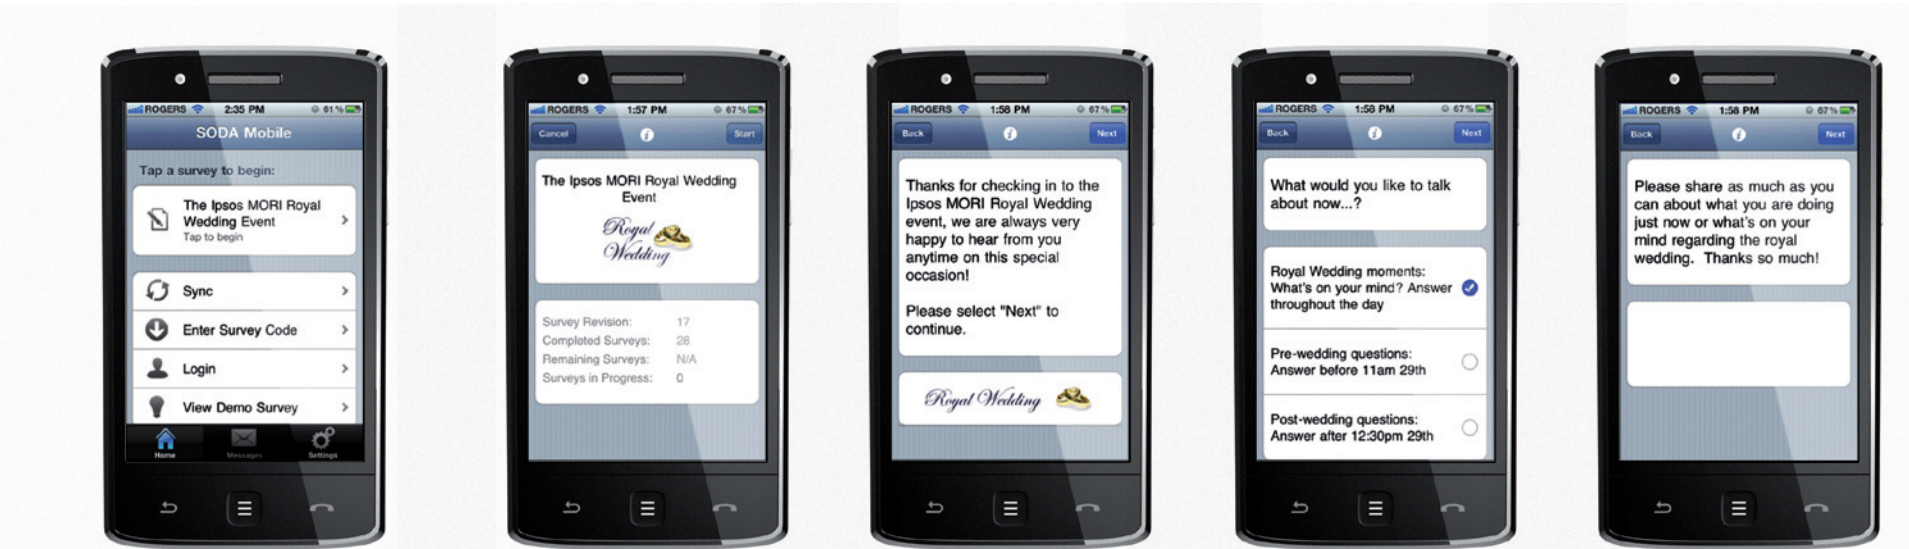 ROGERS 2:35 PM 61%
SODA Mobile
Tap a survey to begin:
The Ipsos MORI Royal
Wedding Event
Tap to begin
Sync
Enter Survey Code
Login
View Demo Survey
Home Messages Settings
ROGERS 1:57 PM 67%
Cancel i Start
The Ipsos MORI Royal Wedding
Event
Royal
Wedding
Survey Revision: 17
Completed Surveys: 28
Remaining Surveys: N/A
Surveys in Progress: 0
ROGERS 1:58 PM 67%
Back i Next
Thanks for checking in to the
Ipsos MORI Royal Wedding
event, we are always very
happy to hear from you
anytime on this special
occasion!
Please select "Next" to
continue.
Royal Wedding
ROGERS 1:58 PM 67%
Back i Next
What would you like to talk
about now...?
Royal Wedding moments:
What's on your mind? Answer
throughout the day
Pre-wedding questions:
Answer before 11am 29th
Post-wedding questions:
Answer after 12:30pm 29th
ROGERS 1:58 PM 67%
Back i Next
Please share as much as you
can about what you are doing
just now or what's on your
mind regarding the royal
wedding. Thanks so much!